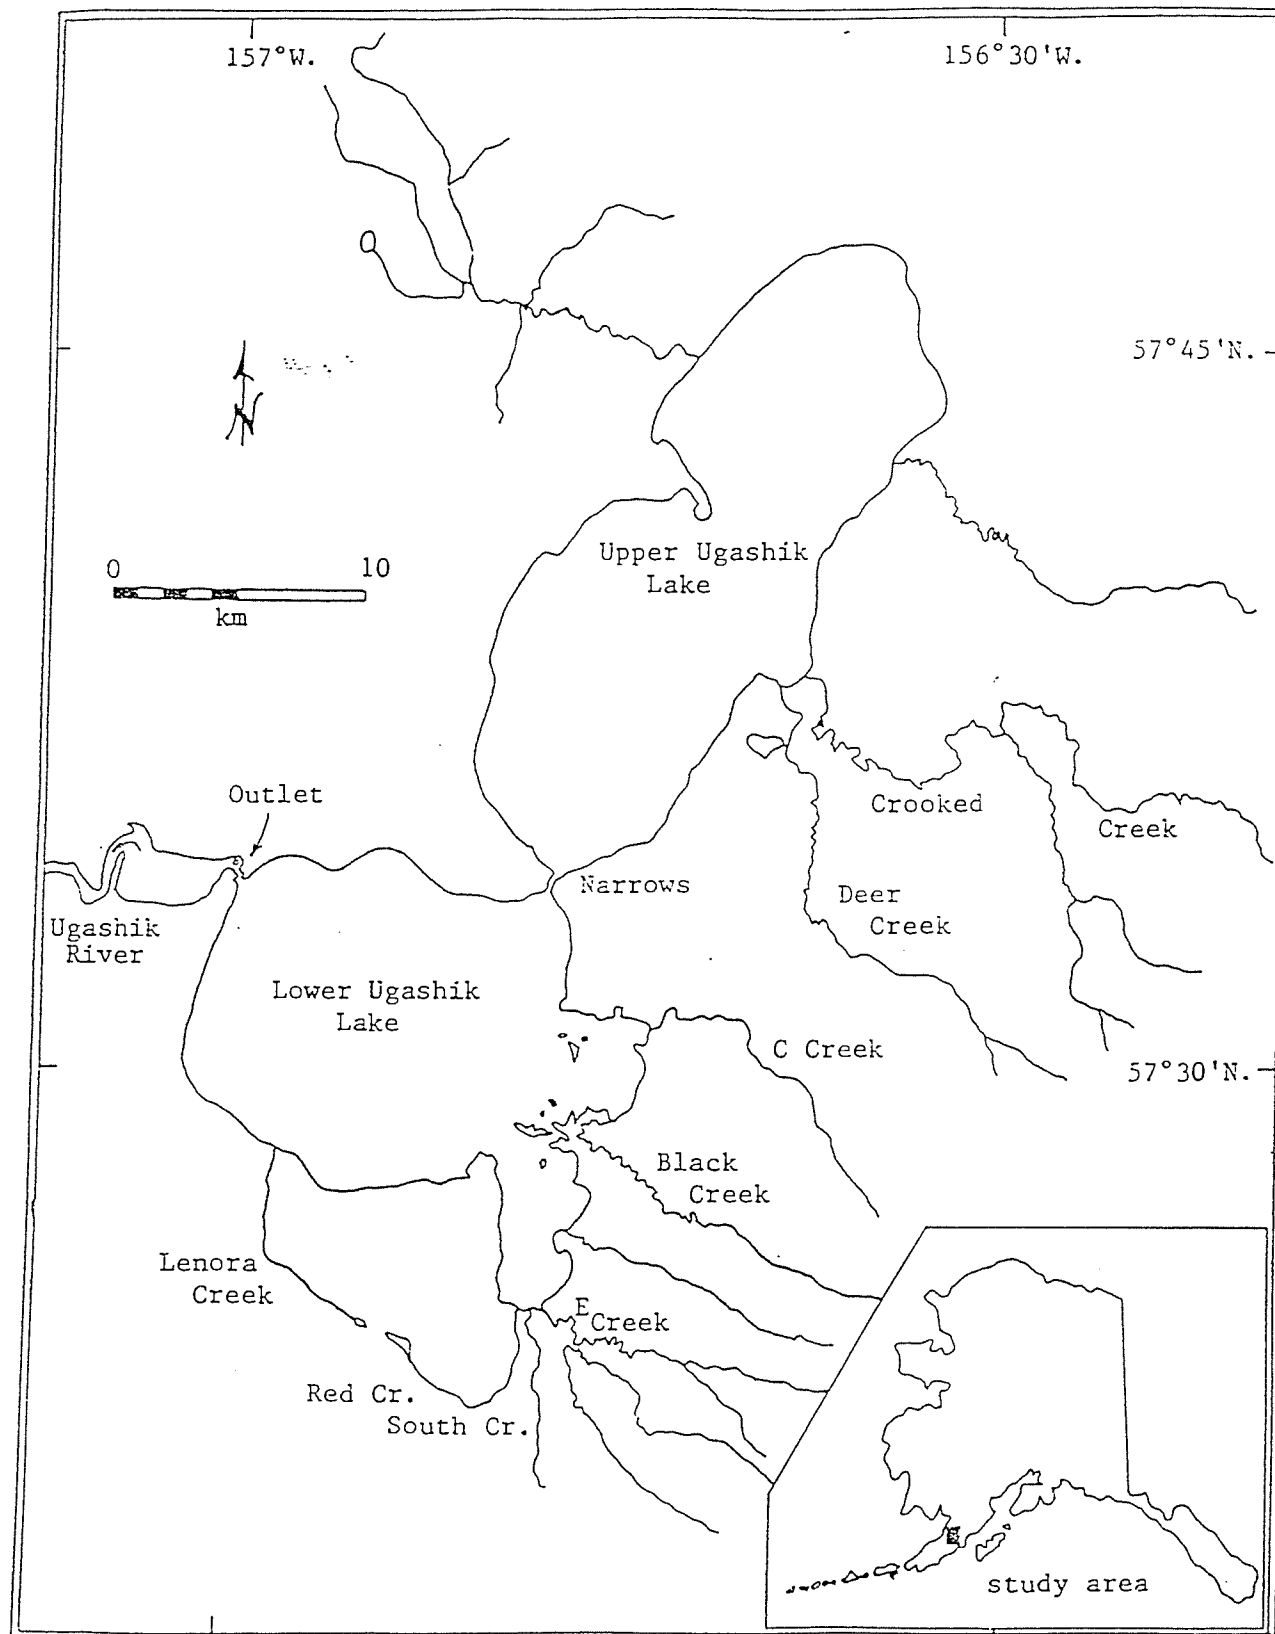 157°W.
156°30'W.
57°45'N.
N
0 10
km
Upper Ugashik
Lake
Outlet
Crooked
Creek
Narrows
Deer
Creek
Ugashik
River
Lower Ugashik
Lake
C Creek
57°30'N.
Black
Creek
Lenora
Creek
E
Creek
Red Cr.
South Cr.
study area